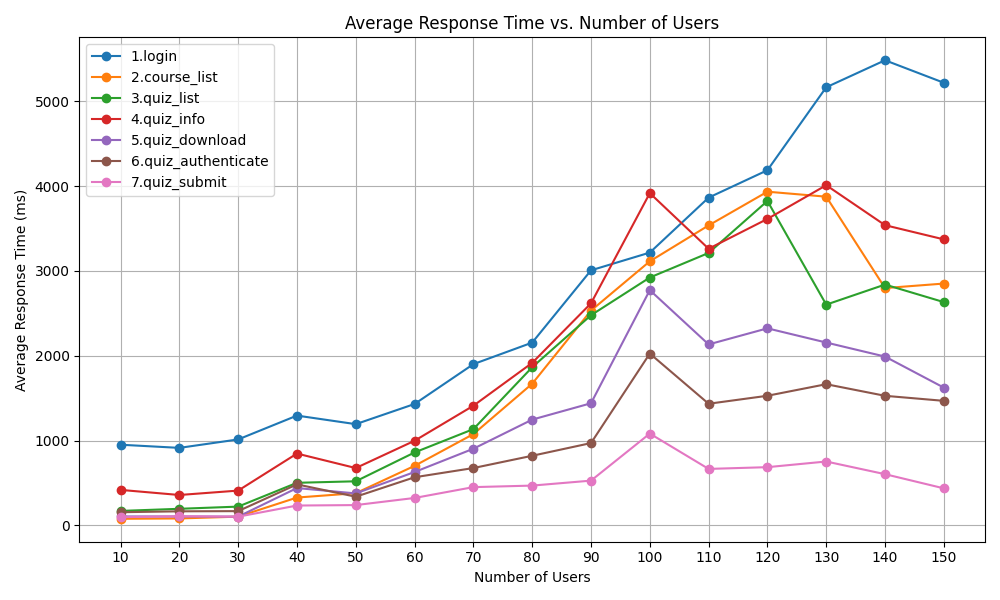 Average Response Time vs. Number of Users
1.login
2.course_list
3.quiz_list
4.quiz_info
5.quiz_download
6.quiz_authenticate
7.quiz_submit
Average Response Time (ms)
5000
4000
3000
2000
1000
0
10 20 30 40 50 60 70 80 90 100 110 120 130 140 150
Number of Users